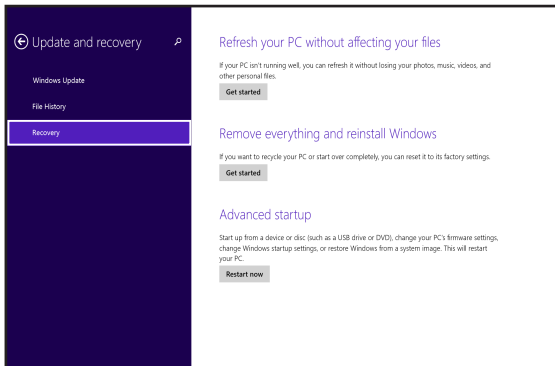 Update and recovery
Windows Update
File History
Recovery
Refresh your PC without affecting your files
If your PC isn't running well, you can refresh it without losing your photos, music, videos, and
other personal files.
Get started
Remove everything and reinstall Windows
If you want to recycle your PC or start over completely, you can reset it to its factory settings.
Get started
Advanced startup
Start up from a device or disc (such as a USB drive or DVD), change your PC's firmware settings,
change Windows startup settings, or restore Windows from a system image. This will restart
your PC.
Restart now